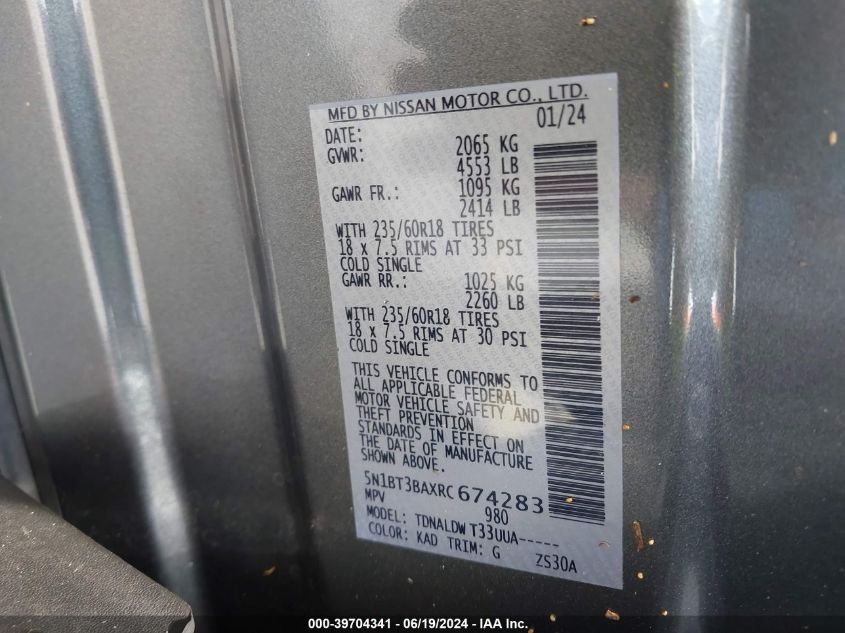 MFD BY NISSAN MOTOR CO., LTD.
DATE: 01/24
GVWR: 2065 KG
4553 LB
GAWR FR.: 1095 KG
2414 LB
WITH 235/60R18 TIRES
18 x 7.5 RIMS AT 33 PSI
COLD SINGLE
GAWR RR.: 1025 KG
2260 LB
WITH 235/60R18 TIRES
18 x 7.5 RIMS AT 30 PSI
COLD SINGLE
THIS VEHICLE CONFORMS TO
ALL APPLICABLE FEDERAL
MOTOR VEHICLE SAFETY AND
THEFT PREVENTION
STANDARDS IN EFFECT ON
THE DATE OF MANUFACTURE
SHOWN ABOVE.
5N1BT3BAXRC674283
MPV 980
MODEL: TDNALDW T33UUA-----
COLOR: KAD TRIM: G ZS30A
000-39704341 - 06/19/2024 - IAA Inc.